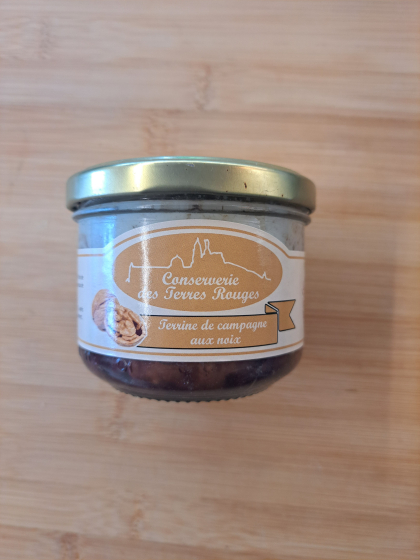 Conserverie
des Terres Rouges
Terrine de campagne
aux noix